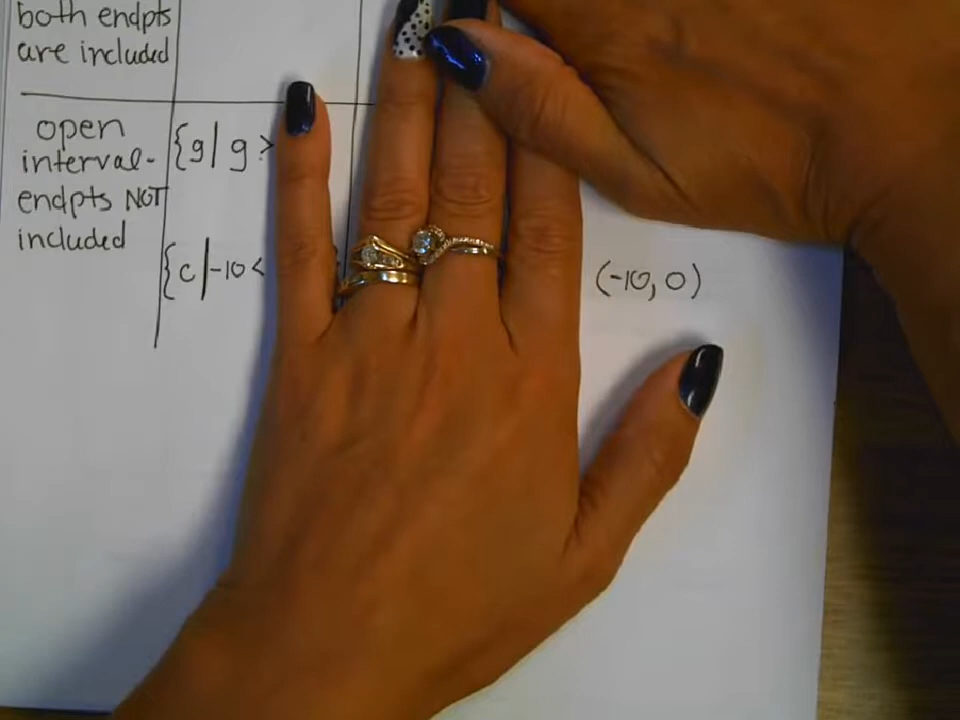 both endpts
are included
open
interval-
endpts NOT
included
{g| g >
{c|-10 <
(-10, 0)